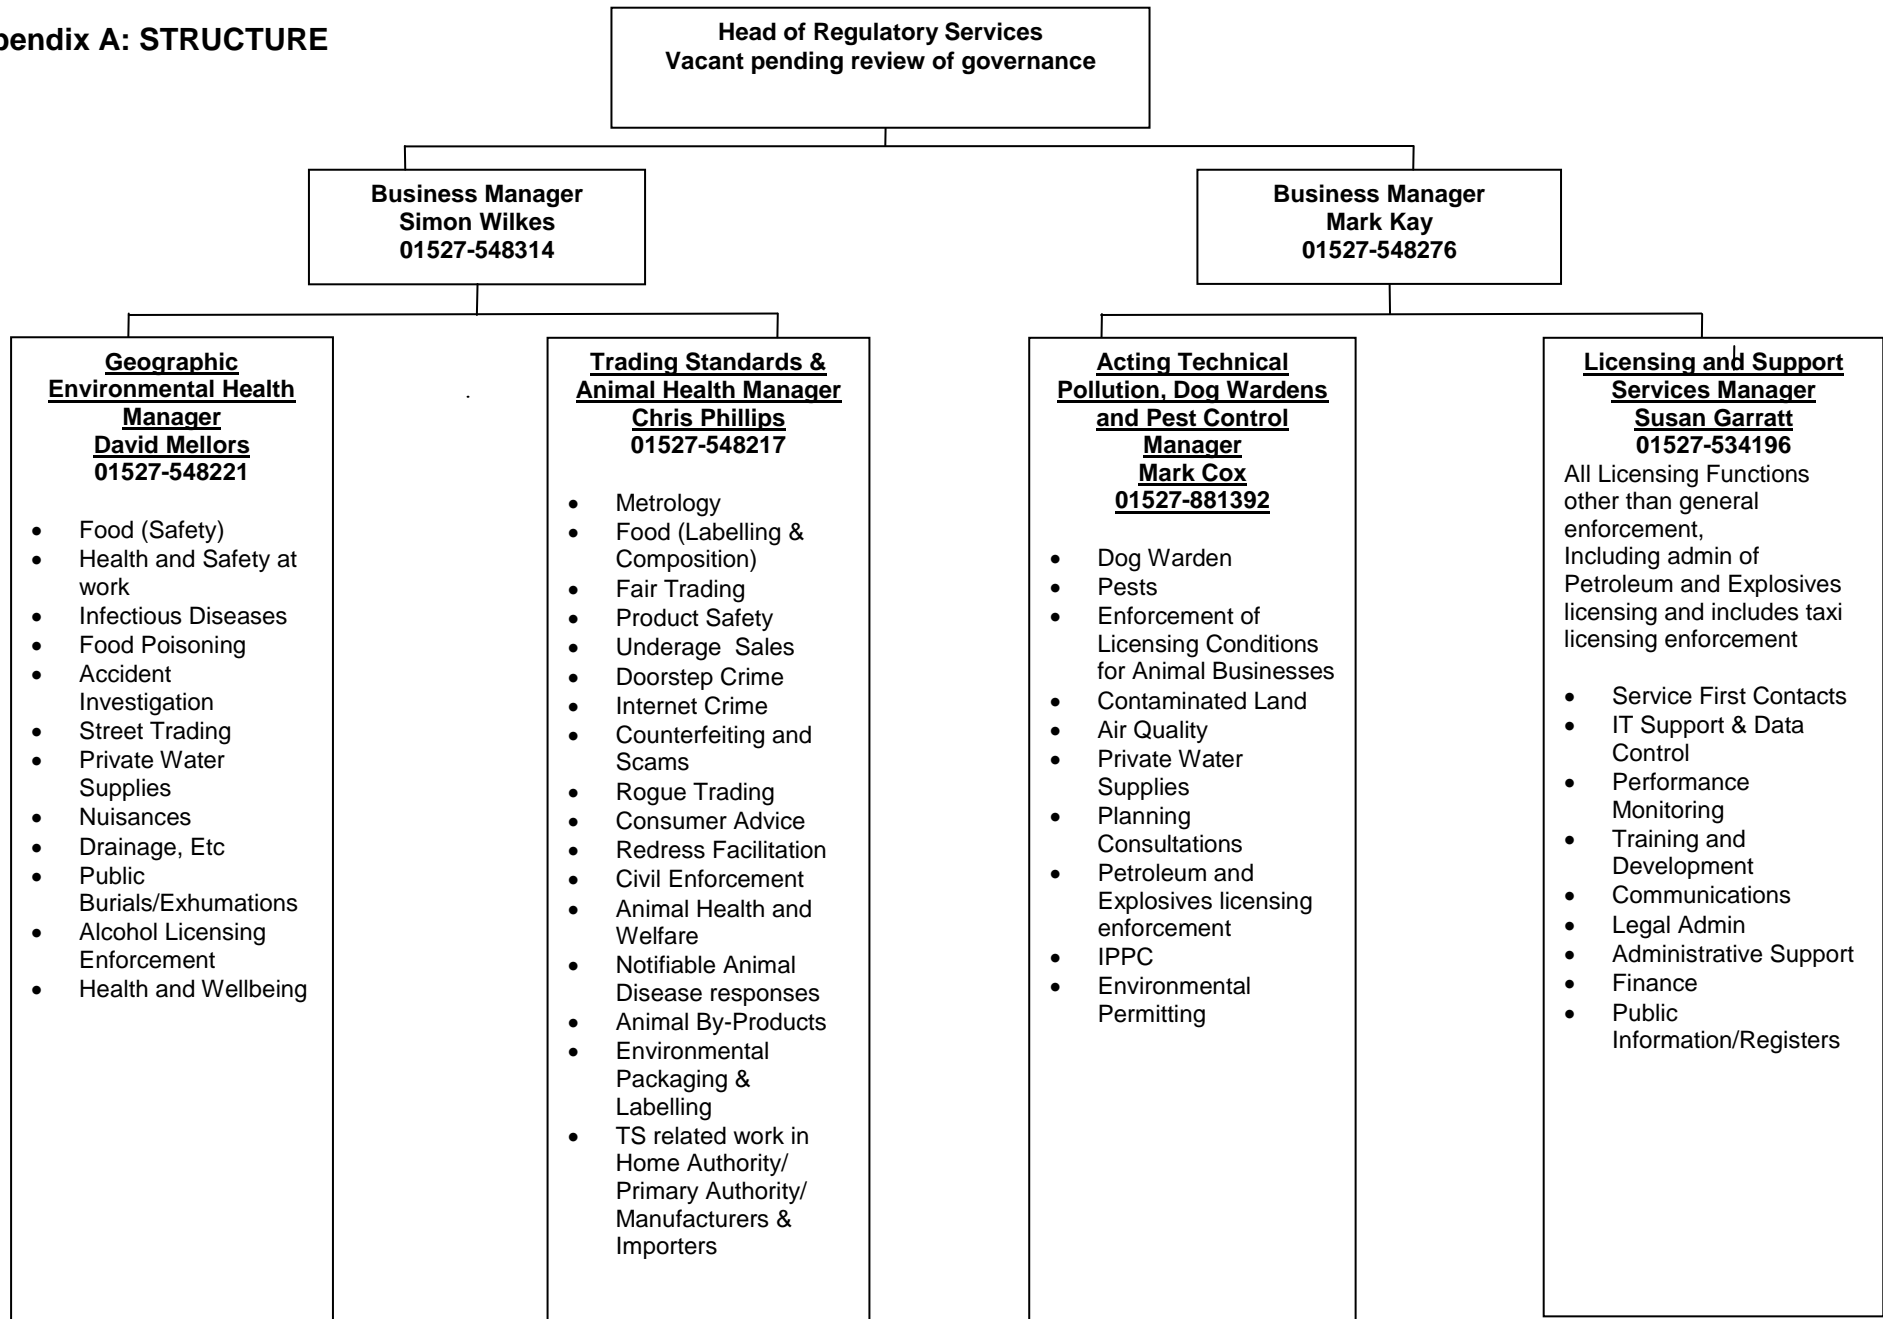 pendix A: STRUCTURE
Head of Regulatory Services
Vacant pending review of governance
Business Manager
Simon Wilkes
01527-548314
Business Manager
Mark Kay
01527-548276
Geographic
Environmental Health
Manager
David Mellors
01527-548221
• Food (Safety)
• Health and Safety at
work
• Infectious Diseases
• Food Poisoning
• Accident
Investigation
• Street Trading
• Private Water
Supplies
• Nuisances
• Drainage, Etc
• Public
Burials/Exhumations
• Alcohol Licensing
Enforcement
• Health and Wellbeing
Trading Standards &
Animal Health Manager
Chris Phillips
01527-548217
• Metrology
• Food (Labelling &
Composition)
• Fair Trading
• Product Safety
• Underage  Sales
• Doorstep Crime
• Internet Crime
• Counterfeiting and
Scams
• Rogue Trading
• Consumer Advice
• Redress Facilitation
• Civil Enforcement
• Animal Health and
Welfare
• Notifiable Animal
Disease responses
• Animal By-Products
• Environmental
Packaging &
Labelling
• TS related work in
Home Authority/
Primary Authority/
Manufacturers &
Importers
Acting Technical
Pollution, Dog Wardens
and Pest Control
Manager
Mark Cox
01527-881392
• Dog Warden
• Pests
• Enforcement of
Licensing Conditions
for Animal Businesses
• Contaminated Land
• Air Quality
• Private Water
Supplies
• Planning
Consultations
• Petroleum and
Explosives licensing
enforcement
• IPPC
• Environmental
Permitting
Licensing and Support
Services Manager
Susan Garratt
01527-534196
All Licensing Functions
other than general
enforcement,
Including admin of
Petroleum and Explosives
licensing and includes taxi
licensing enforcement
• Service First Contacts
• IT Support & Data
Control
• Performance
Monitoring
• Training and
Development
• Communications
• Legal Admin
• Administrative Support
• Finance
• Public
Information/Registers